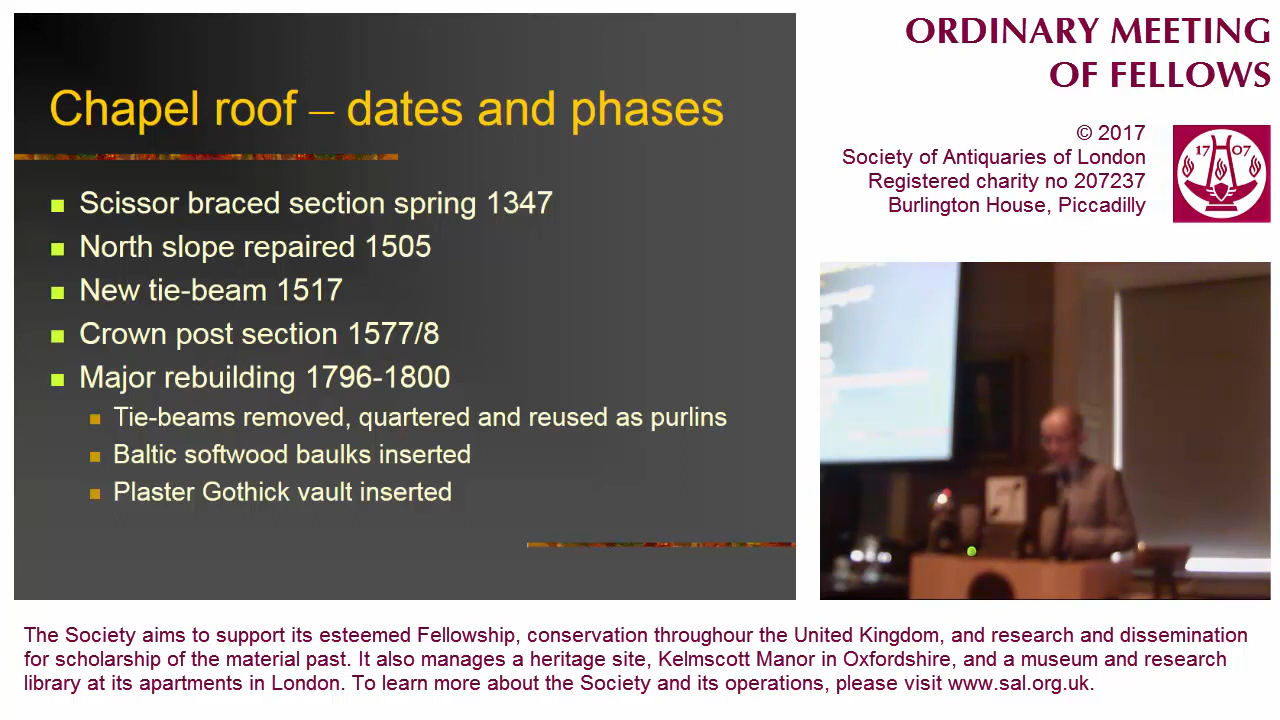 Chapel roof – dates and phases
Scissor braced section spring 1347
North slope repaired 1505
New tie-beam 1517
Crown post section 1577/8
Major rebuilding 1796-1800
Tie-beams removed, quartered and reused as purlins
Baltic softwood baulks inserted
Plaster Gothick vault inserted
ORDINARY MEETING
OF FELLOWS
© 2017
Society of Antiquaries of London
Registered charity no 207237
Burlington House, Piccadilly
17 07
The Society aims to support its esteemed Fellowship, conservation throughour the United Kingdom, and research and dissemination
for scholarship of the material past. It also manages a heritage site, Kelmscott Manor in Oxfordshire, and a museum and research
library at its apartments in London. To learn more about the Society and its operations, please visit www.sal.org.uk.